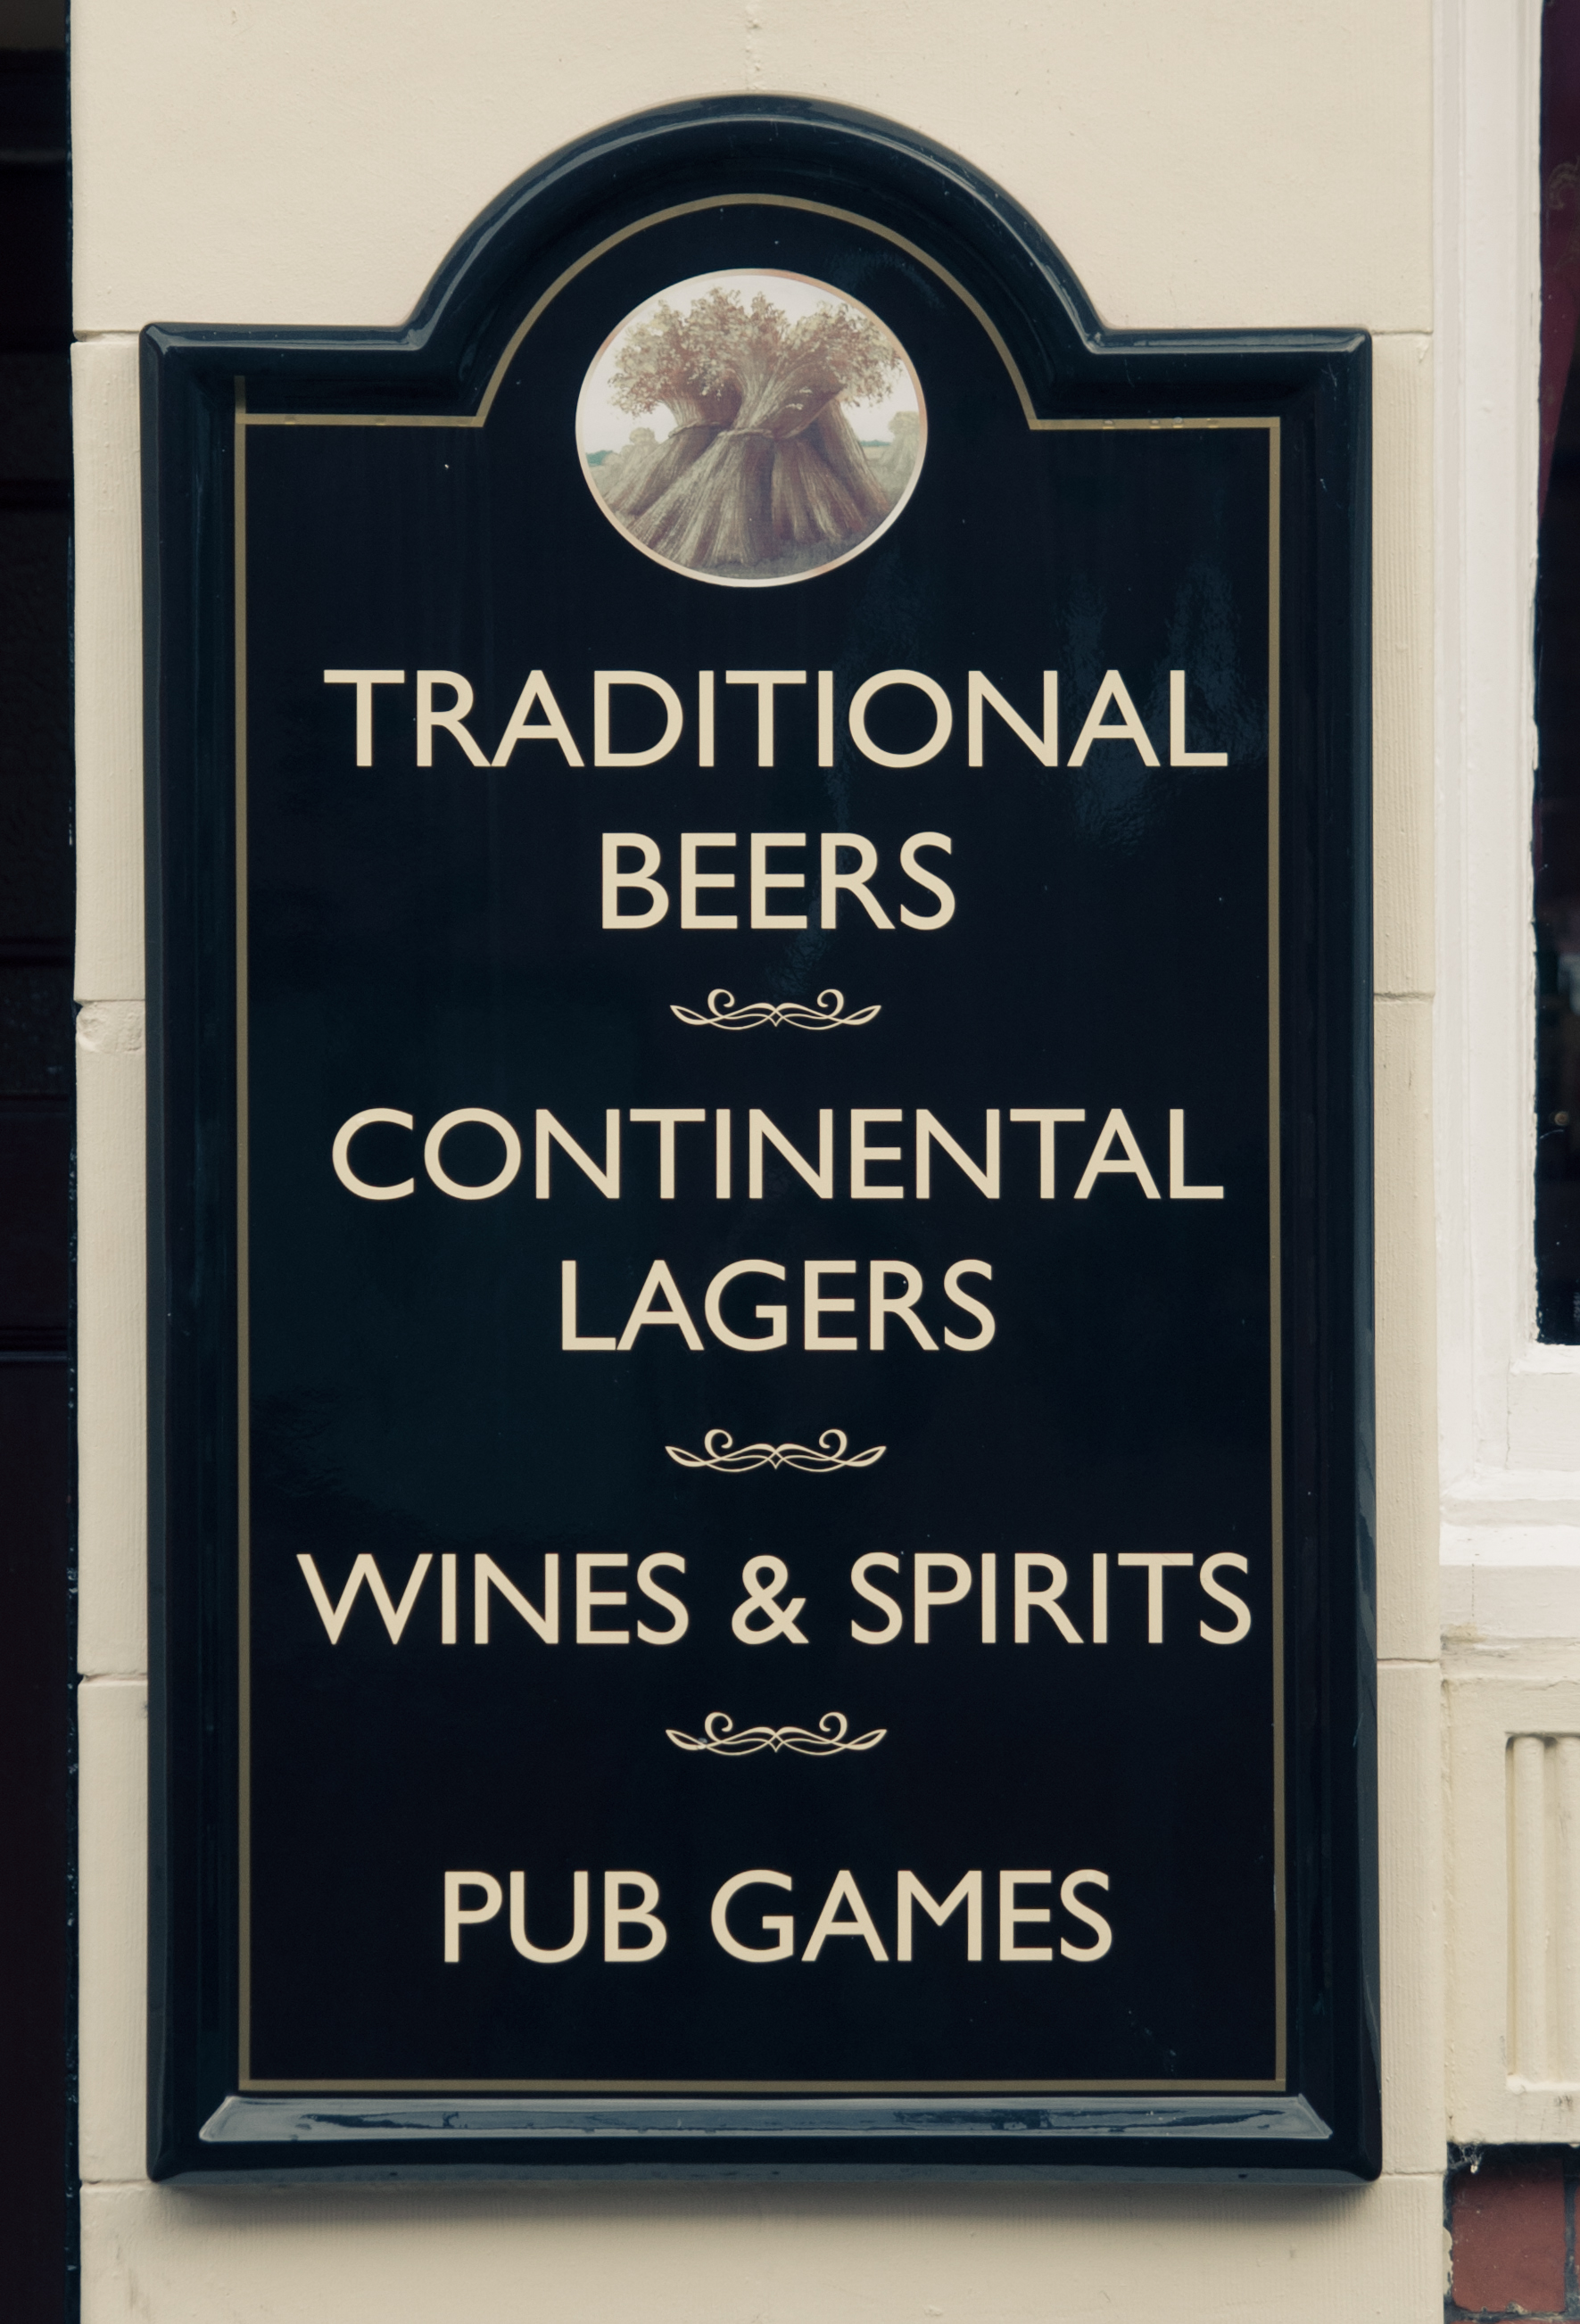 TRADITIONAL
BEERS
CONTINENTAL
LAGERS
WINES & SPIRITS
PUB GAMES